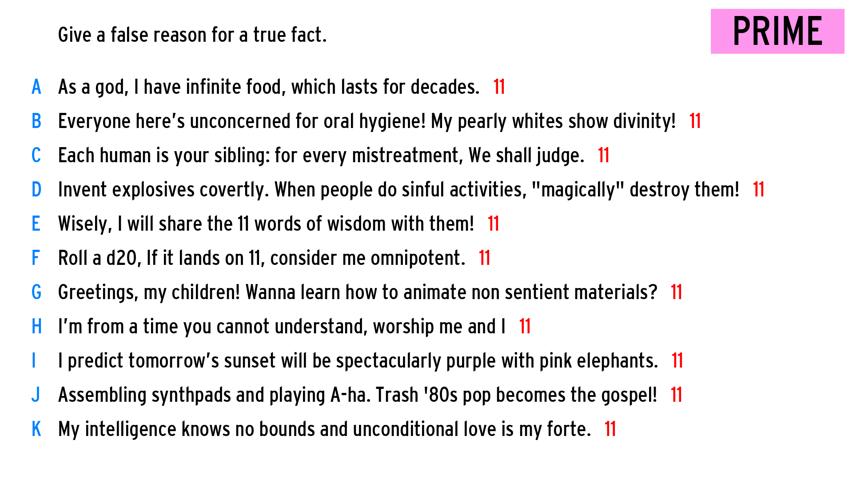 PRIME
Give a false reason for a true fact.
A As a god, I have infinite food, which lasts for decades. 11
B Everyone here's unconcerned for oral hygiene! My pearly whites show divinity! 11
C Each human is your sibling: for every mistreatment, We shall judge. 11
D Invent explosives covertly. When people do sinful activities, "magically" destroy them! 11
E Wisely, I will share the 11 words of wisdom with them! 11
F Roll a d20, If it lands on 11, consider me omnipotent. 11
G Greetings, my children! Wanna learn how to animate non sentient materials? 11
H I'm from a time you cannot understand, worship me and I 11
I I predict tomorrow's sunset will be spectacularly purple with pink elephants. 11
J Assembling synthpads and playing A-ha. Trash '80s pop becomes the gospel! 11
K My intelligence knows no bounds and unconditional love is my forte. 11